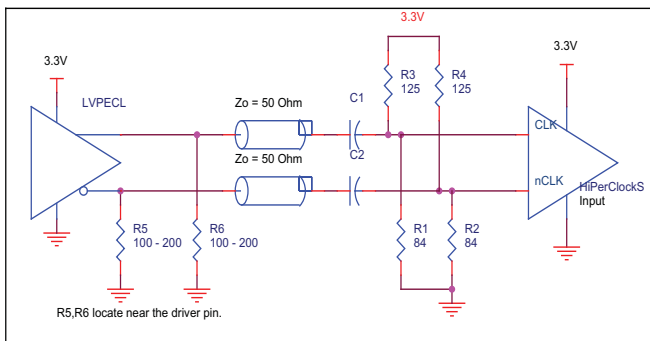 3.3V
3.3V
3.3V
R3
125
R4
125
LVPECL
Zo = 50 Ohm
C1
CLK
Zo = 50 Ohm
C2
nCLK
HiPerClockS
Input
R5
100 - 200
R6
100 - 200
R1
84
R2
84
R5,R6 locate near the driver pin.